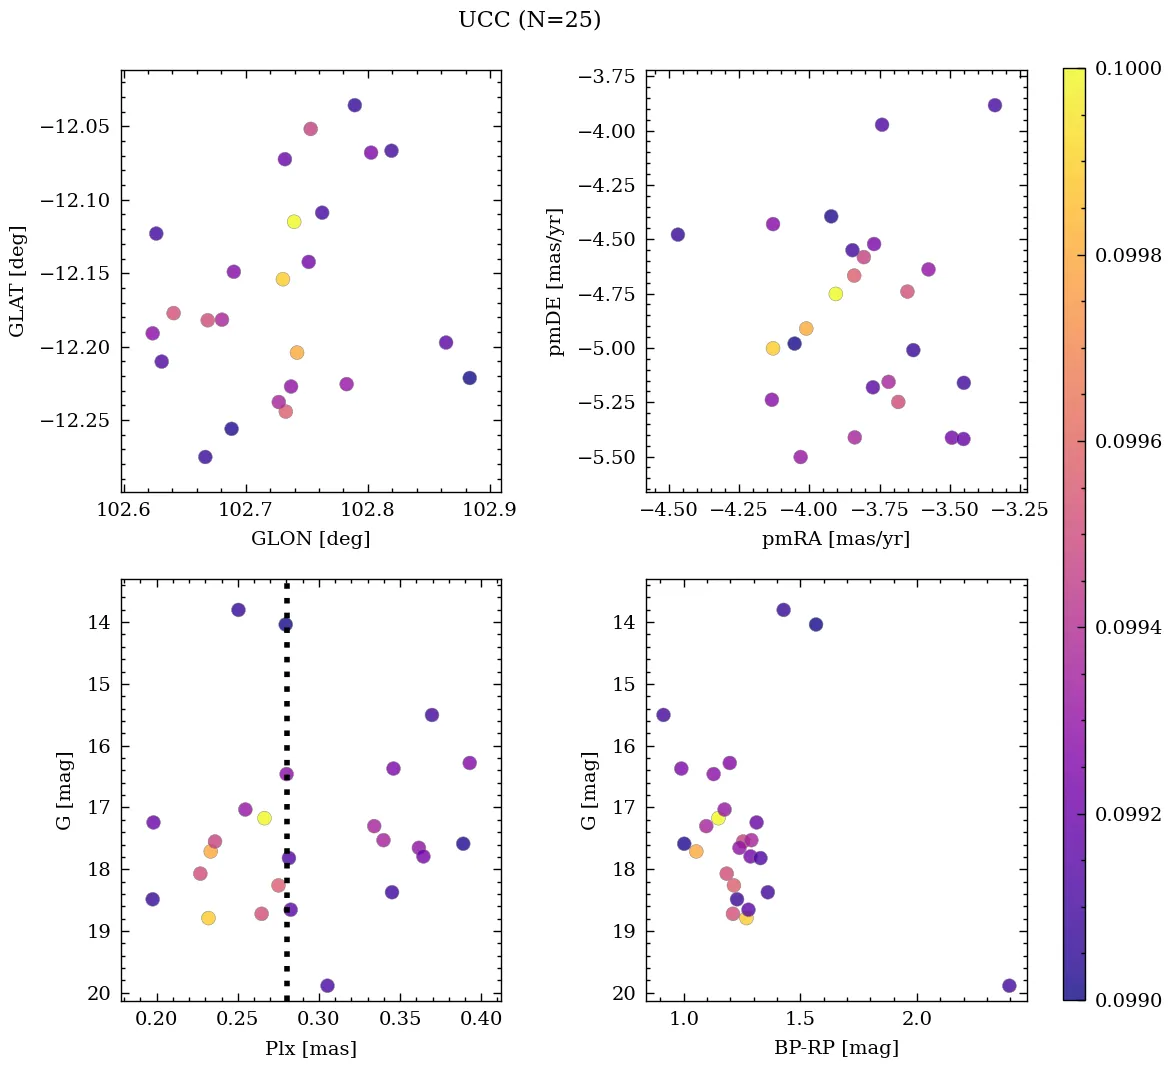 UCC (N=25)
−12.05
−12.10
−12.15
−12.20
−12.25
GLAT [deg]
102.6 102.7 102.8 102.9
GLON [deg]
−3.75
−4.00
−4.25
−4.50
−4.75
−5.00
−5.25
−5.50
pmDE [mas/yr]
−4.50 −4.25 −4.00 −3.75 −3.50 −3.25
pmRA [mas/yr]
14
15
16
17
18
19
20
G [mag]
0.20 0.25 0.30 0.35 0.40
Plx [mas]
14
15
16
17
18
19
20
G [mag]
1.0 1.5 2.0
BP-RP [mag]
0.1000
0.0998
0.0996
0.0994
0.0992
0.0990